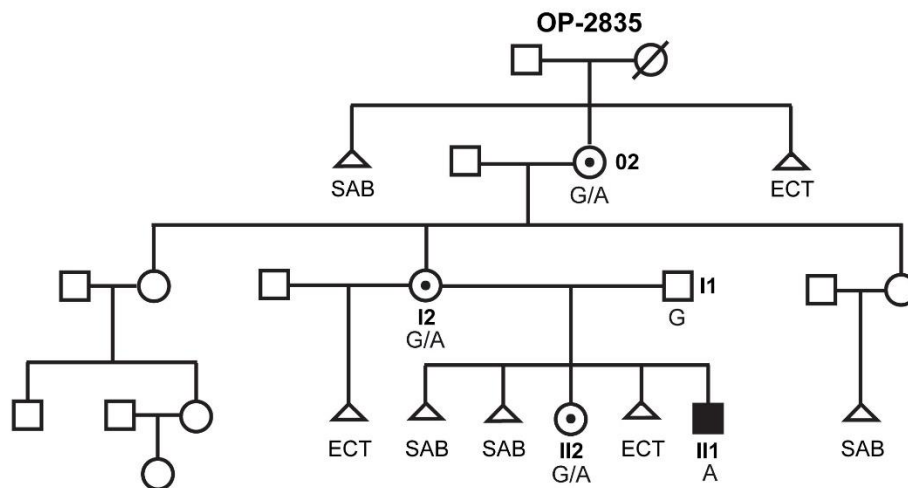 OP-2835
02
SAB
G/A
ECT
I1
I2
G
G/A
ECT
SAB
SAB
II2
ECT
II1
SAB
G/A
A